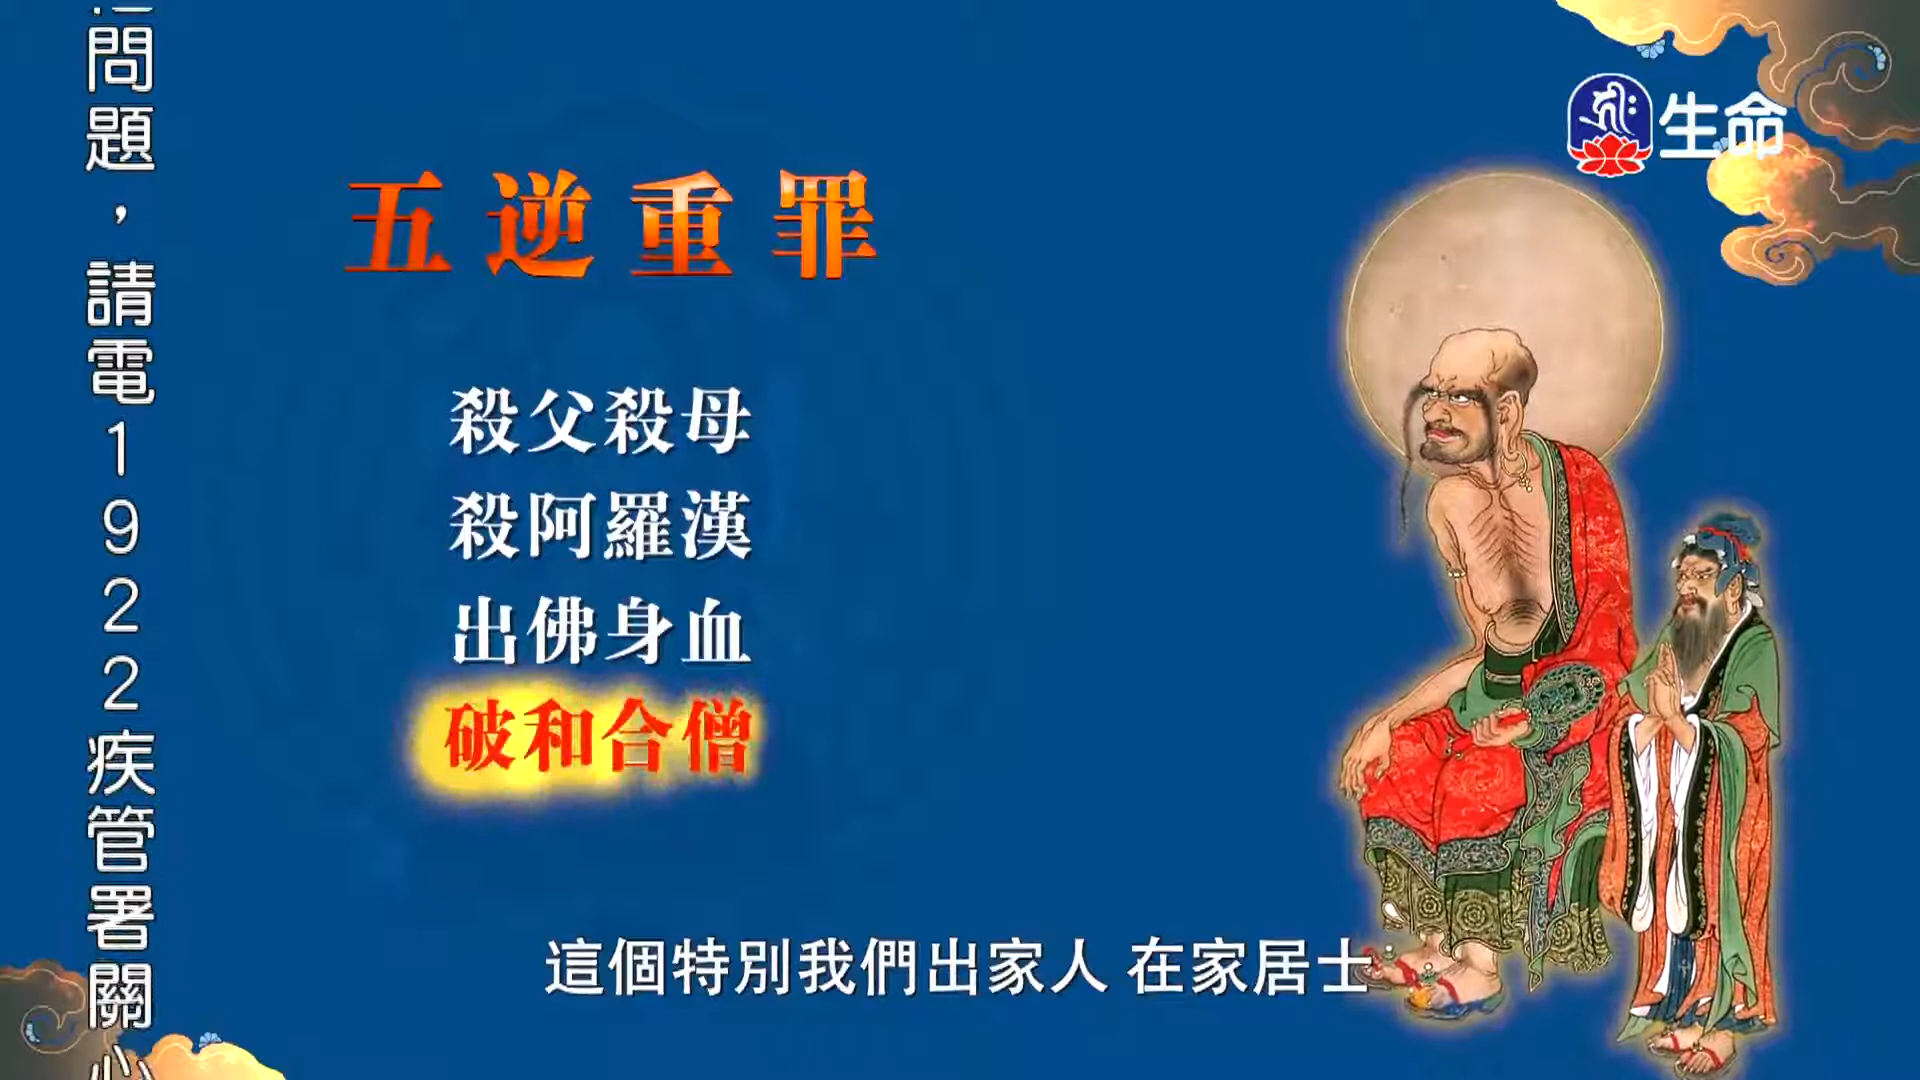 問題，請電1922疾管署關心
生命
五逆重罪
殺父殺母
殺阿羅漢
出佛身血
破和合僧
這個特別我們出家人 在家居士